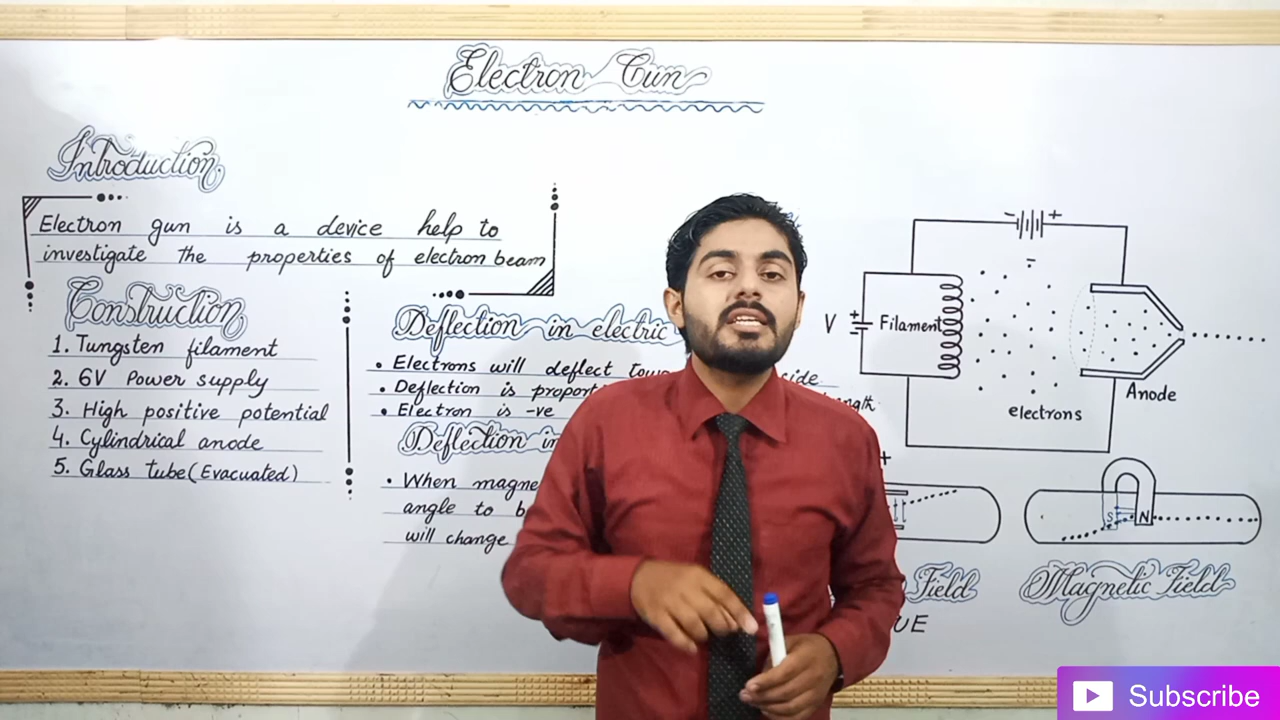 Electron Gun
Introduction
Electron gun is a device help to
investigate the properties of electron beam
Construction
1. Tungsten filament
2. 6V Power supply
3. High positive potential
4. Cylindrical anode
5. Glass tube (Evacuated)
Deflection in electric
• Electrons will deflect
• Deflection is
• Electron is -ve
Deflection in
• When
angle to
will change
- +
V
+
-
Filament
-
electrons
Anode
+
S N
Field
Magnetic Field
UE
Subscribe